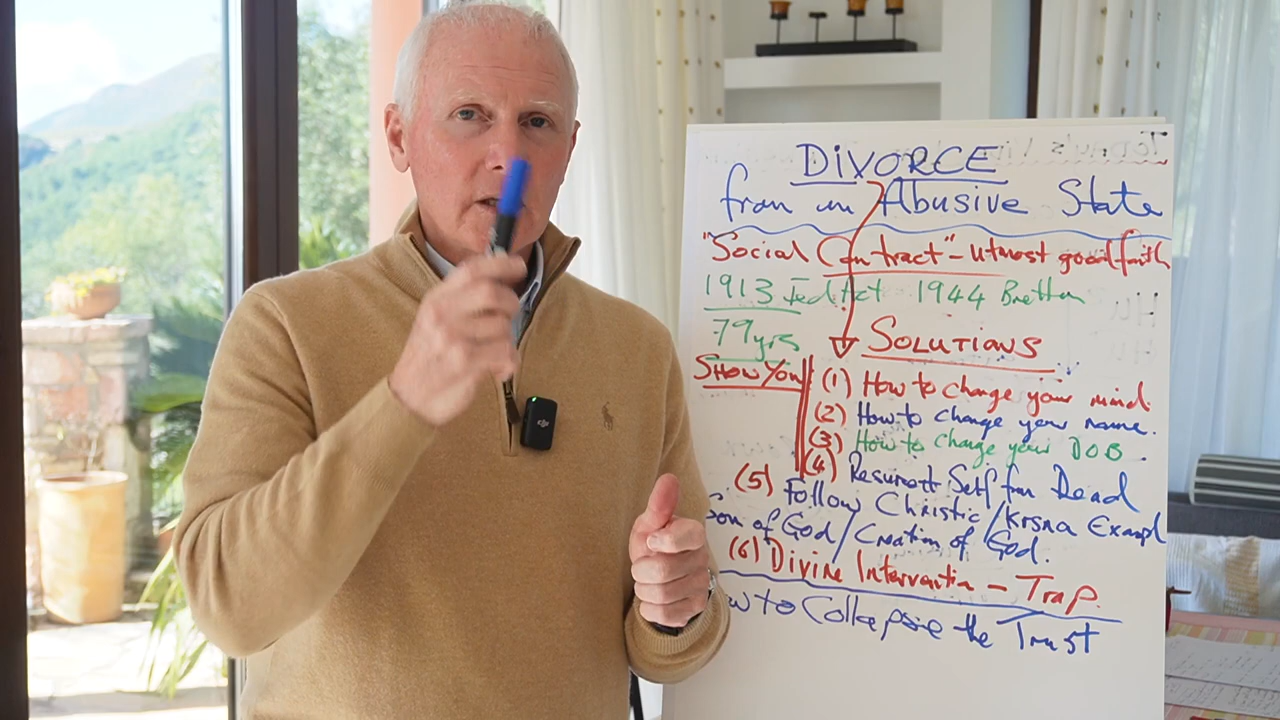 DIVORCE
from an Abusive State
"Social Contract" - utmost good faith
1913 Fed Act 1944 Bretton
79yrs
SOLUTIONS
Show You
(1) How to change your mind.
(2) How to change your name.
(3) How to change your DOB
(4) Resurrect Self from Dead
(5) Follow Christic / Krsna Exampl
Son of God / Creation of God.
(6) Divine Intervention - Trap.
How to Collapse the Trust
dji